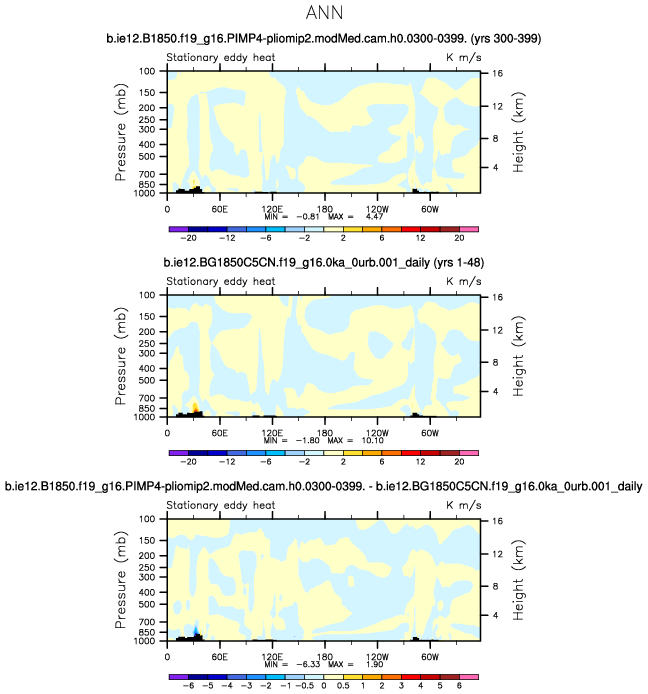 ANN
b.ie12.B1850.f19_g16.PIMP4-pliomip2.modMed.cam.h0.0300-0399. (yrs 300-399)
Stationary eddy heat K m/s
Pressure (mb)
Height (km)
100
150
200
250
300
400
500
700
850
1000
16
12
8
4
0 60E 120E 180 120W 60W
MIN = -0.81 MAX = 4.47
-20 -12 -6 -2 0 2 6 12 20
b.ie12.BG1850C5CN.f19_g16.0ka_0urb.001_daily (yrs 1-48)
Stationary eddy heat K m/s
Pressure (mb)
Height (km)
100
150
200
250
300
400
500
700
850
1000
16
12
8
4
0 60E 120E 180 120W 60W
MIN = -1.80 MAX = 10.10
-20 -12 -6 -2 0 2 6 12 20
b.ie12.B1850.f19_g16.PIMP4-pliomip2.modMed.cam.h0.0300-0399. - b.ie12.BG1850C5CN.f19_g16.0ka_0urb.001_daily
Stationary eddy heat K m/s
Pressure (mb)
Height (km)
100
150
200
250
300
400
500
700
850
1000
16
12
8
4
0 60E 120E 180 120W 60W
MIN = -6.33 MAX = 1.90
-6 -5 -4 -3 -2 -1 -0.5 0 0.5 1 2 3 4 5 6